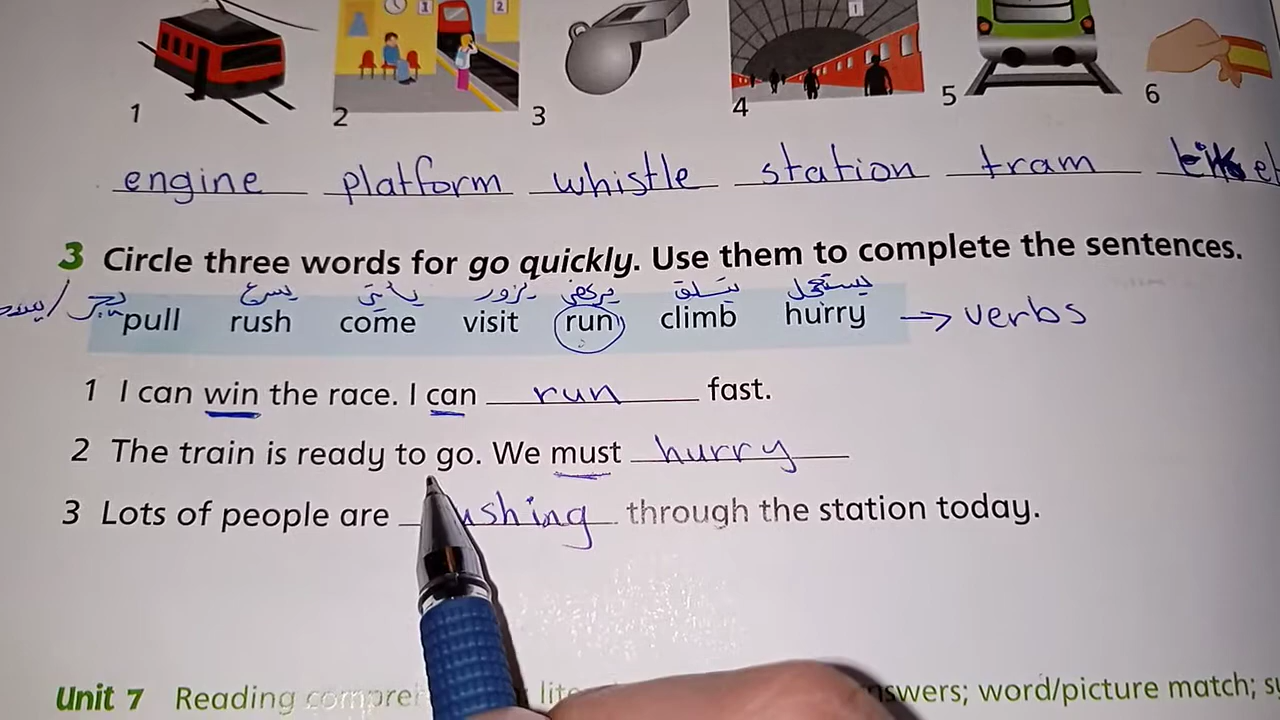 1 2 3 4 5 6
engine platform whistle station tram
3 Circle three words for go quickly. Use them to complete the sentences.
يسرع يأتي يزور يركض يتسلق يستعجل
pull rush come visit run climb hurry → verbs
1 I can win the race. I can run fast.
2 The train is ready to go. We must hurry
3 Lots of people are ushing through the station today.
Unit 7 Reading compre answers; word/picture match;